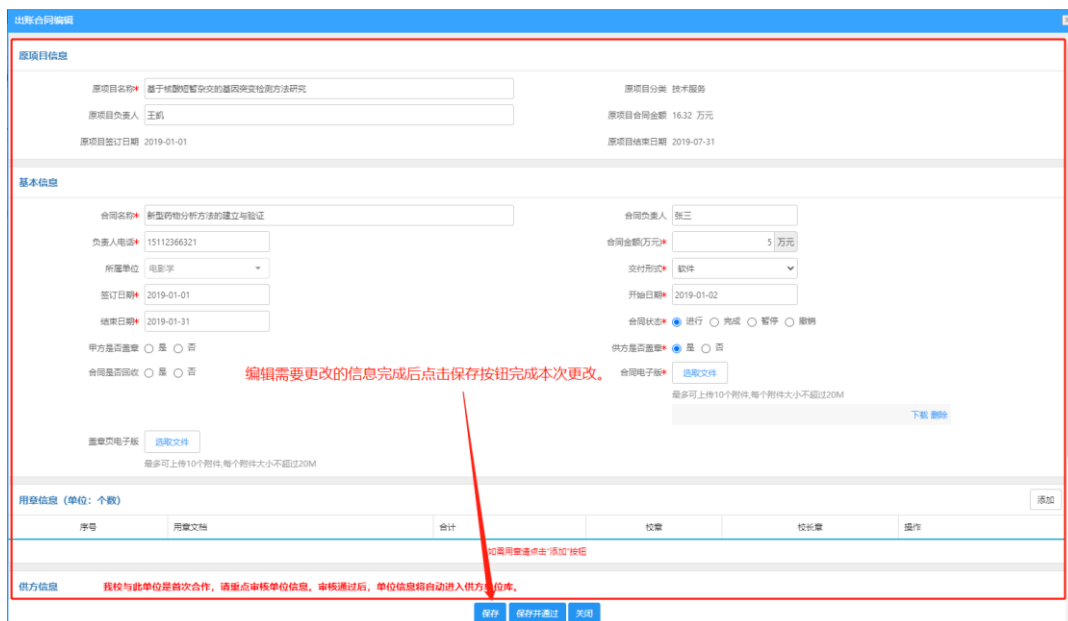 出账合同编辑
原项目信息
原项目名称* 基于核酸短暂杂交的基因突变检测方法研究 原项目分类 技术服务
原项目负责人 王凯 原项目合同金额 16.32 万元
原项目签订日期 2019-01-01 原项目结束日期 2019-07-31
基本信息
合同名称* 新型药物分析方法的建立与验证 合同负责人 张三
负责人电话* 15112366321 合同金额(万元)* 5 万元
所属单位 电影学 交付形式* 软件
签订日期* 2019-01-01 开始日期* 2019-01-02
结束日期* 2019-01-31 合同状态* 进行 完成 暂停 撤销
甲方是否盖章 是 否 供方是否盖章* 是 否
合同是否回收 是 否 编辑需要更改的信息完成后点击保存按钮完成本次更改。 合同电子版* 选取文件
最多可上传10个附件,每个附件大小不超过20M
下载 删除
盖章页电子版 选取文件
最多可上传10个附件,每个附件大小不超过20M
用章信息（单位：个数） 添加
序号 用章文档 合计 校章 校长章 操作
如需用章请点击"添加"按钮
供方信息 我校与此单位是首次合作，请重点审核单位信息。审核通过后，单位信息将自动进入供方单位库。
保存 保存并通过 关闭